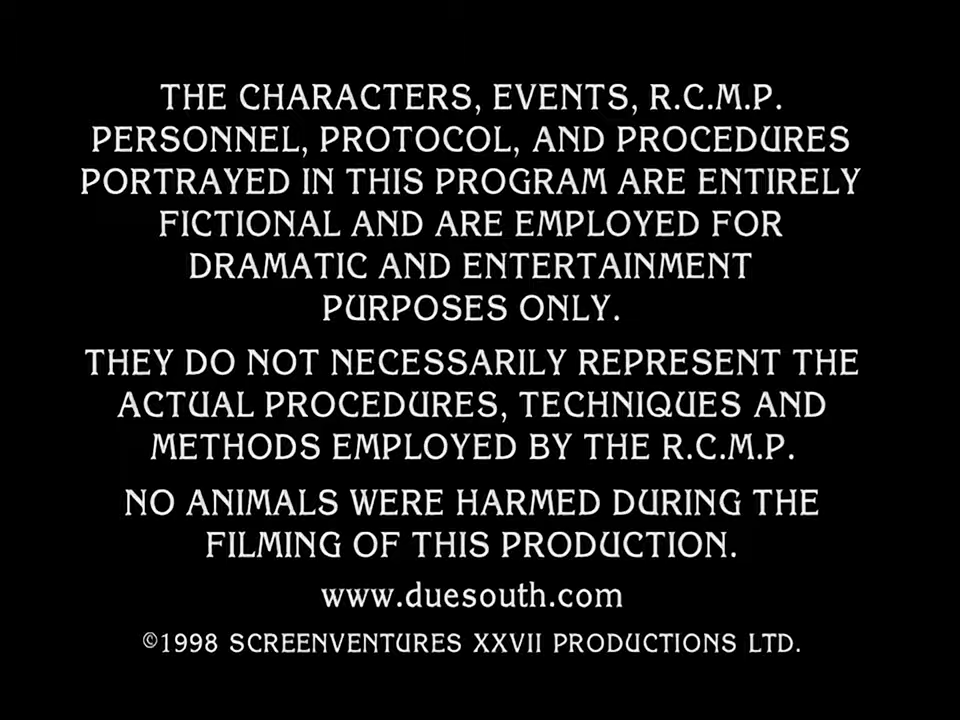 THE CHARACTERS, EVENTS, R.C.M.P.
PERSONNEL, PROTOCOL, AND PROCEDURES
PORTRAYED IN THIS PROGRAM ARE ENTIRELY
FICTIONAL AND ARE EMPLOYED FOR
DRAMATIC AND ENTERTAINMENT
PURPOSES ONLY.
THEY DO NOT NECESSARILY REPRESENT THE
ACTUAL PROCEDURES, TECHNIQUES AND
METHODS EMPLOYED BY THE R.C.M.P.
NO ANIMALS WERE HARMED DURING THE
FILMING OF THIS PRODUCTION.
www.duesouth.com
©1998 SCREENVENTURES XXVII PRODUCTIONS LTD.